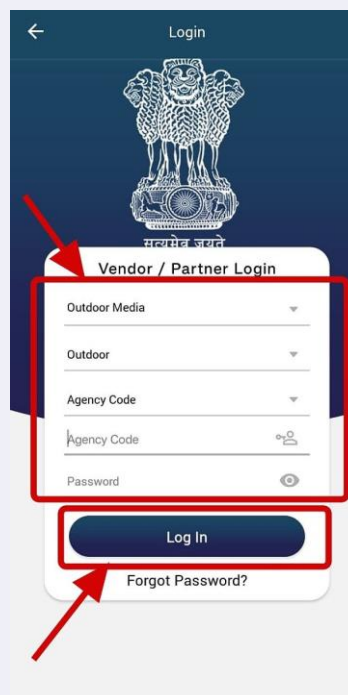 Login
सत्यमेव जयते
Vendor / Partner Login
Outdoor Media
Outdoor
Agency Code
Agency Code
Password
Log In
Forgot Password?